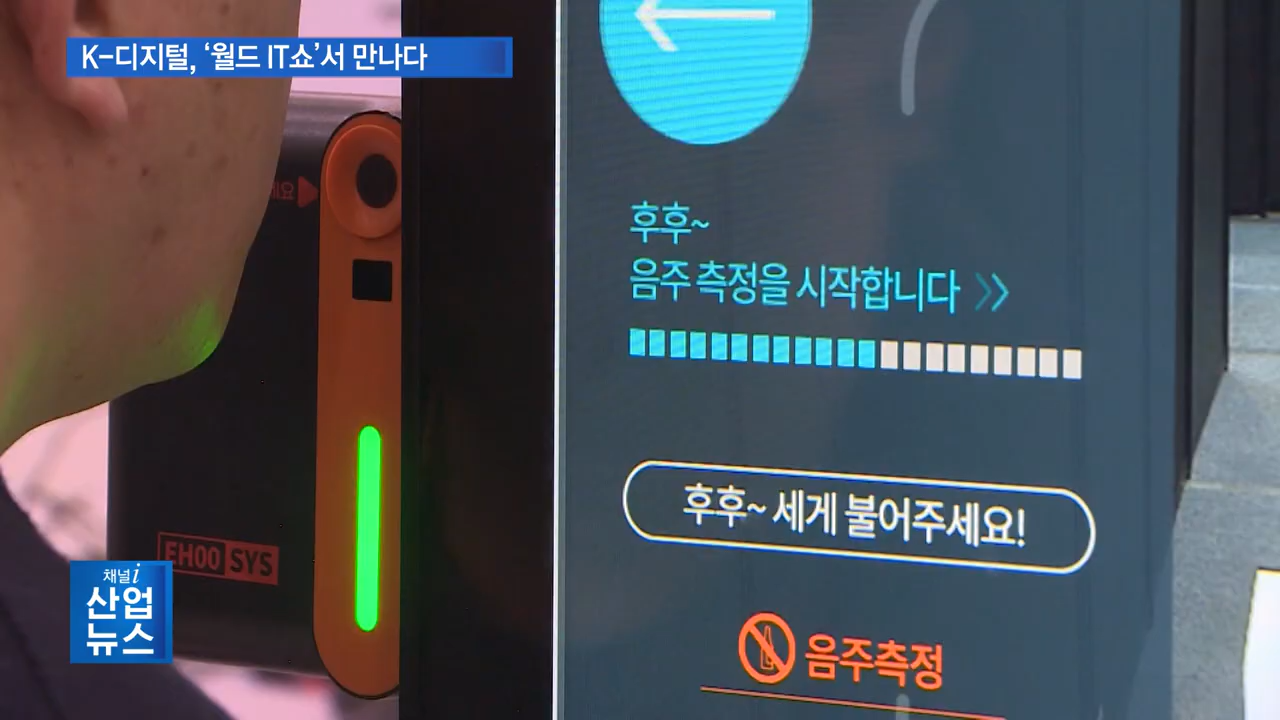 K-디지털, ‘월드 IT쇼’서 만나다
후후~
음주 측정을 시작합니다 >>
후후~ 세게 불어주세요!
음주측정
EH00 SYS
채널i
산업
뉴스